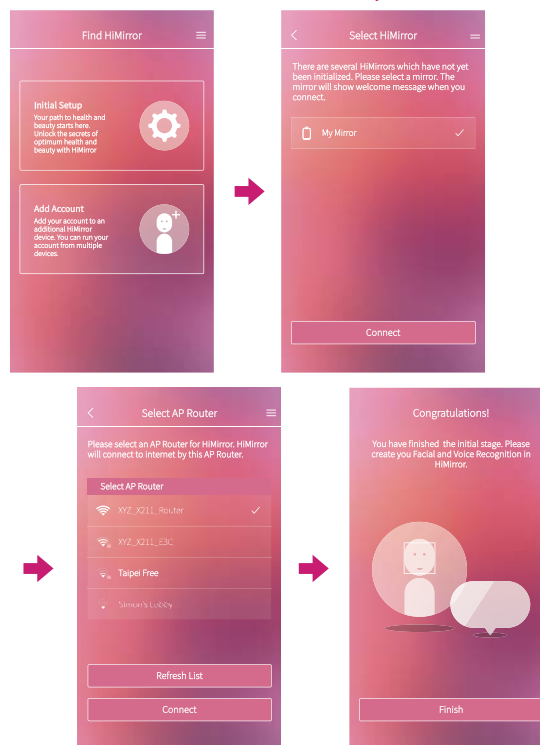 Find HiMirror
Initial Setup
Your path to health and
beauty starts here.
Unlock the secrets of
optimum health and
beauty with HiMirror
Add Account
Add your account to an
additional HiMirror
device. You can run your
account from multiple
devices.
Select HiMirror
There are several HiMirrors which have not yet
been initialized. Please select a mirror. The
mirror will show welcome message when you
connect.
My Mirror
Connect
Select AP Router
Please select an AP Router for HiMirror. HiMirror
will connect to internet by this AP Router.
Select AP Router
XYZ_X211_Router
XYZ_X211_E3C
Taipei Free
Simon's Lobby
Refresh List
Connect
Congratulations!
You have finished the initial stage. Please
create you Facial and Voice Recognition in
HiMirror.
Finish